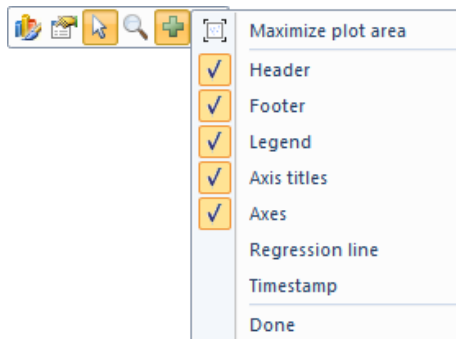 Maximize plot area
Header
Footer
Legend
Axis titles
Axes
Regression line
Timestamp
Done